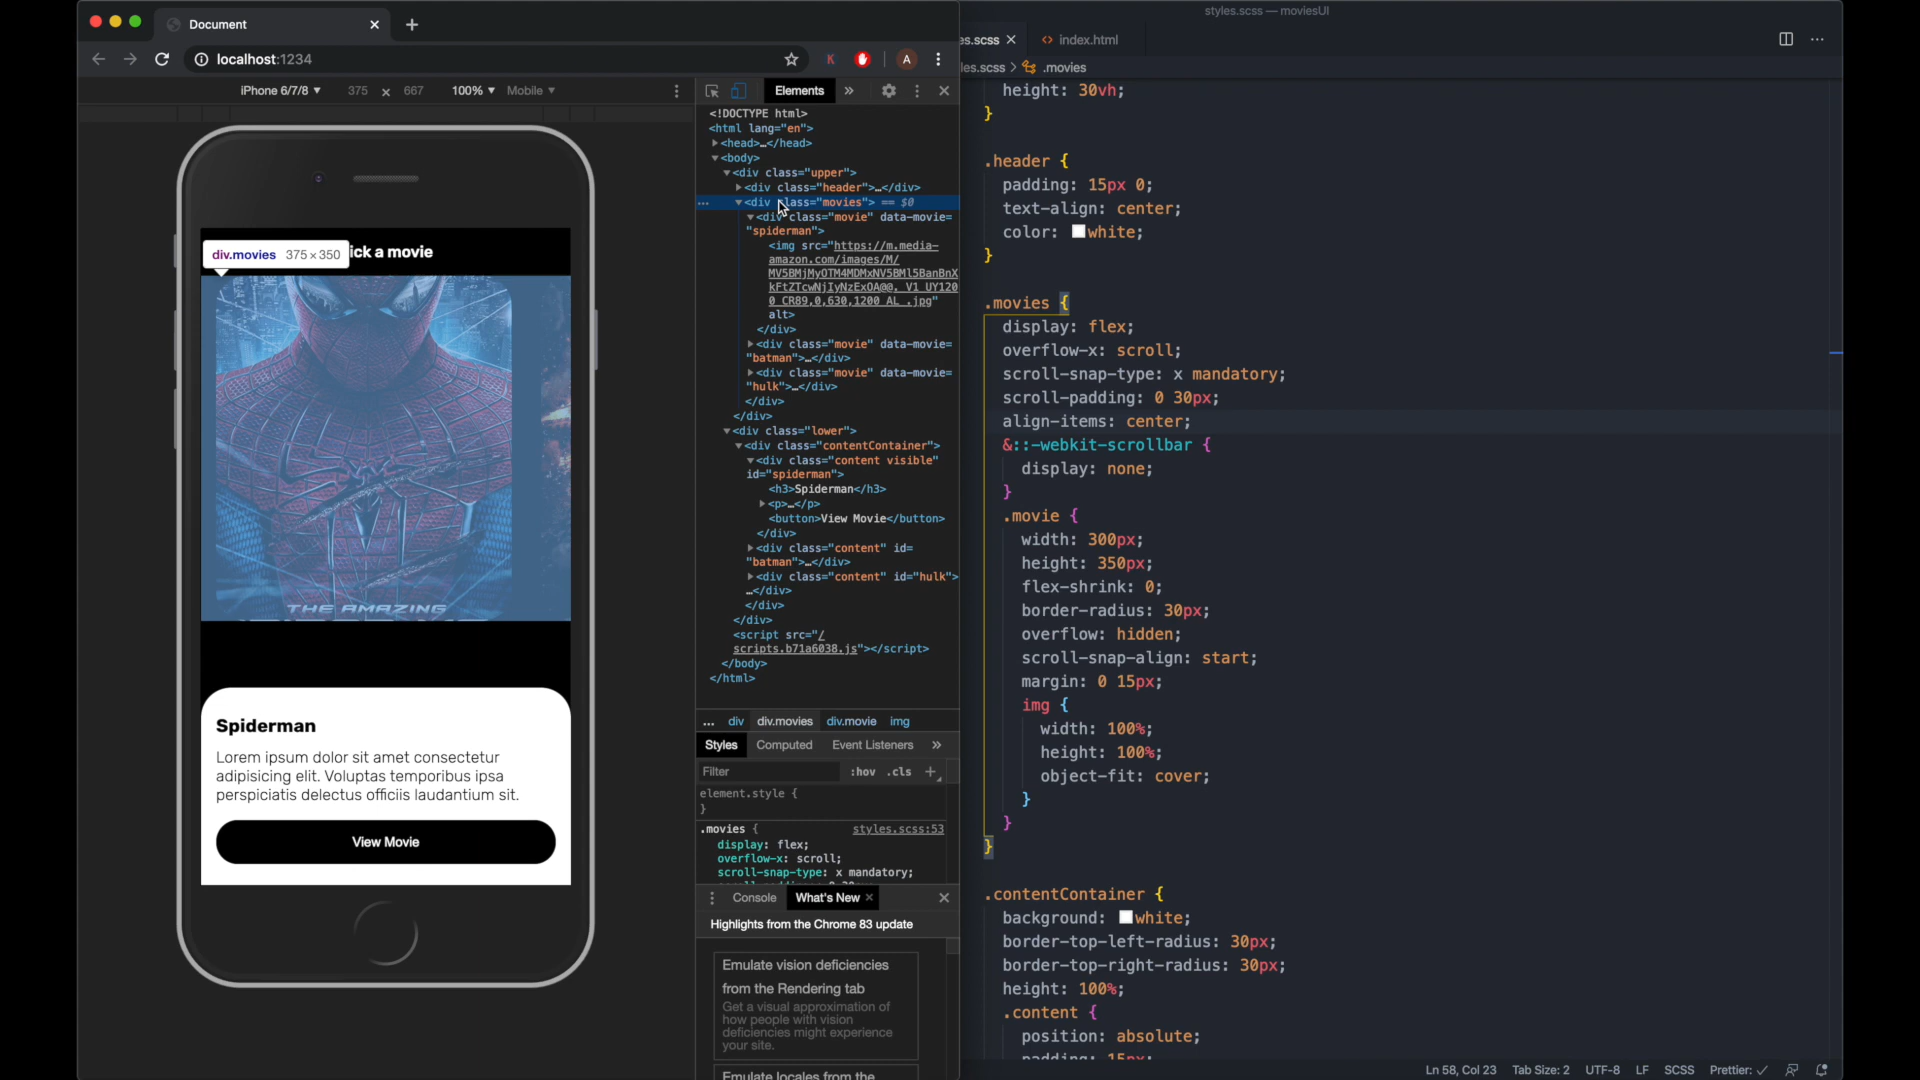 Document
localhost:1234
K
A
iPhone 6/7/8 375 x 667 100% Mobile
Elements
<!DOCTYPE html>
<html lang="en">
<head>…</head>
<body>
<div class="upper">
<div class="header">…</div>
… <div class="movies"> == $0
<div class="movie" data-movie=
"spiderman">
<img src="https://m.media-
amazon.com/images/M/
MV5BMjMyOTM4MDMxNV5BMl5BanBnX
kFtZTcwNjIyNzExOA@@._V1_UY120
0_CR89,0,630,1200_AL_.jpg"
alt>
</div>
<div class="movie" data-movie=
"batman">…</div>
<div class="movie" data-movie=
"hulk">…</div>
</div>
</div>
<div class="lower">
<div class="contentContainer">
<div class="content visible"
id="spiderman">
<h3>Spiderman</h3>
<p>…</p>
<button>View Movie</button>
</div>
<div class="content" id=
"batman">…</div>
<div class="content" id="hulk">
…</div>
</div>
</div>
<script src="/
scripts.b71a6038.js"></script>
</body>
</html>
... div div.movies div.movie img
Styles Computed Event Listeners
Filter :hov .cls +
element.style {
}
.movies { styles.scss:53
display: flex;
overflow-x: scroll;
scroll-snap-type: x mandatory;
Console What's New
Highlights from the Chrome 83 update
Emulate vision deficiencies
from the Rendering tab
Get a visual approximation of
how people with vision
deficiencies might experience
your site.
Emulate locales from the
div.movies 375×350
ick a movie
THE AMAZING
Spiderman
Lorem ipsum dolor sit amet consectetur
adipisicing elit. Voluptas temporibus ipsa
perspiciatis delectus officiis laudantium sit.
View Movie
styles.scss — moviesUI
es.scss index.html
les.scss > .movies
height: 30vh;
}
.header {
padding: 15px 0;
text-align: center;
color: white;
}
.movies {
display: flex;
overflow-x: scroll;
scroll-snap-type: x mandatory;
scroll-padding: 0 30px;
align-items: center;
&::-webkit-scrollbar {
display: none;
}
.movie {
width: 300px;
height: 350px;
flex-shrink: 0;
border-radius: 30px;
overflow: hidden;
scroll-snap-align: start;
margin: 0 15px;
img {
width: 100%;
height: 100%;
object-fit: cover;
}
}
}
.contentContainer {
background: white;
border-top-left-radius: 30px;
border-top-right-radius: 30px;
height: 100%;
.content {
position: absolute;
padding: 15px;
Ln 58, Col 23 Tab Size: 2 UTF-8 LF SCSS Prettier: ✓